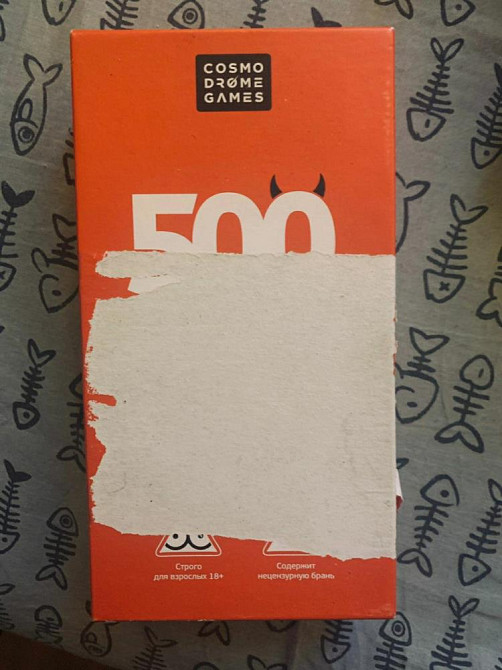 COSMO
DRØME
GAMES
500
Строго
для взрослых 18+
Содержит
нецензурную брань